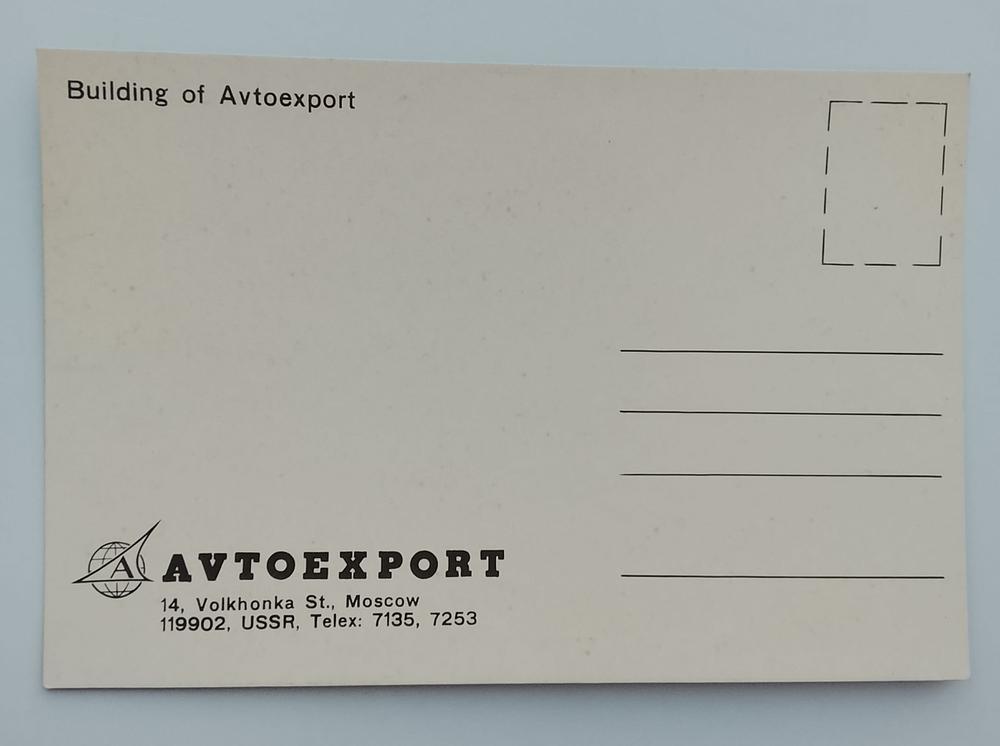 Building of Avtoexport
A
AVTOEXPORT
14, Volkhonka St., Moscow
119902, USSR, Telex: 7135, 7253